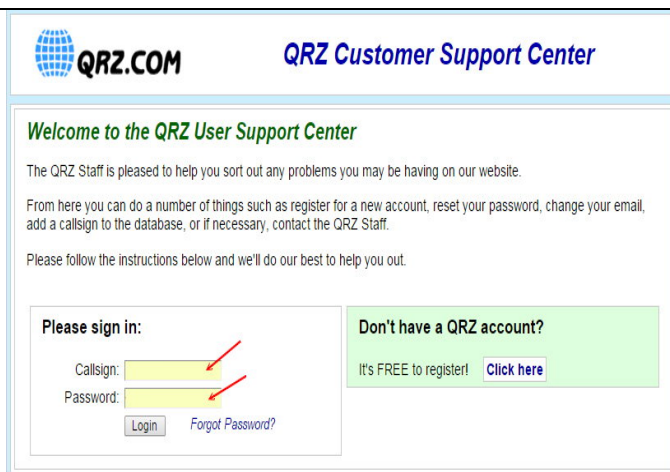 QRZ.COM
QRZ Customer Support Center
Welcome to the QRZ User Support Center
The QRZ Staff is pleased to help you sort out any problems you may be having on our website.
From here you can do a number of things such as register for a new account, reset your password, change your email,
add a callsign to the database, or if necessary, contact the QRZ Staff.
Please follow the instructions below and we'll do our best to help you out.
Please sign in:
Callsign:
Password:
Login Forgot Password?
Don't have a QRZ account?
It's FREE to register! Click here